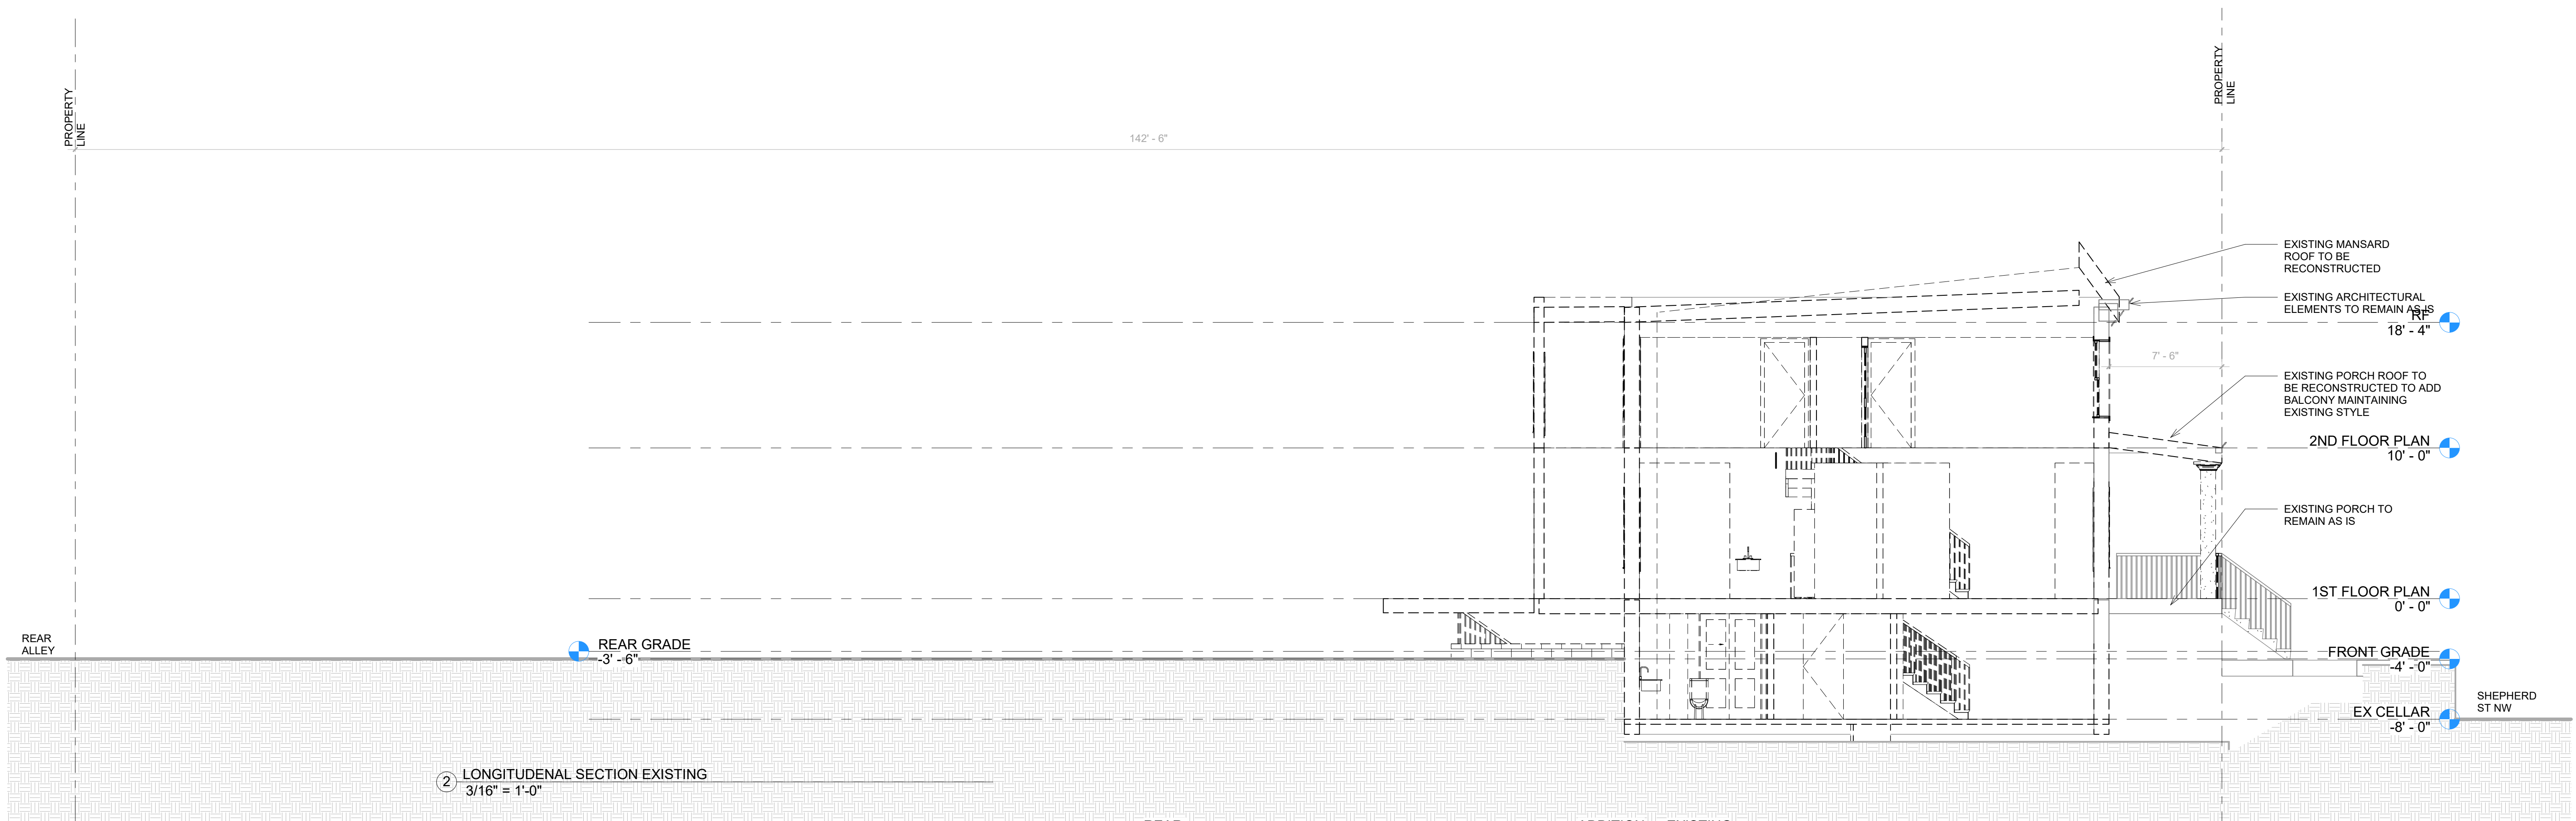 PROPERTY
LINE
PROPERTY
LINE
142' - 6"
EXISTING MANSARD
ROOF TO BE
RECONSTRUCTED
EXISTING ARCHITECTURAL
ELEMENTS TO REMAIN AS IS
RF
18' - 4"
7' - 6"
EXISTING PORCH ROOF TO
BE RECONSTRUCTED TO ADD
BALCONY MAINTAINING
EXISTING STYLE
2ND FLOOR PLAN
10' - 0"
EXISTING PORCH TO
REMAIN AS IS
1ST FLOOR PLAN
0' - 0"
REAR
ALLEY
REAR GRADE
-3' - 6"
FRONT GRADE
-4' - 0"
SHEPHERD
ST NW
EX CELLAR
-8' - 0"
2
LONGITUDENAL SECTION EXISTING
3/16" = 1'-0"
REAR
ADDITION
EXISTING